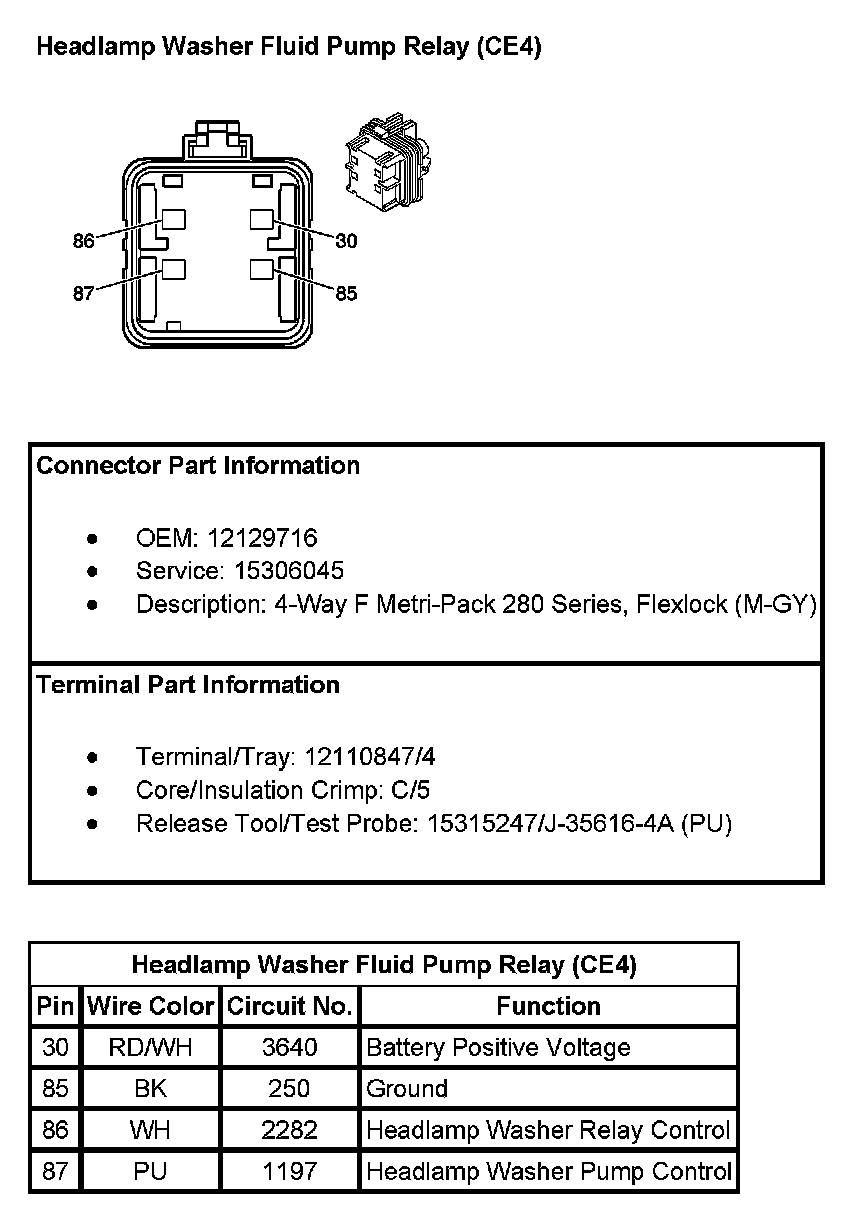 Headlamp Washer Fluid Pump Relay (CE4)
86
30
87
85
Connector Part Information
● OEM: 12129716
● Service: 15306045
● Description: 4-Way F Metri-Pack 280 Series, Flexlock (M-GY)
Terminal Part Information
● Terminal/Tray: 12110847/4
● Core/Insulation Crimp: C/5
● Release Tool/Test Probe: 15315247/J-35616-4A (PU)
Headlamp Washer Fluid Pump Relay (CE4)
Pin Wire Color Circuit No. Function
30 RD/WH 3640 Battery Positive Voltage
85 BK 250 Ground
86 WH 2282 Headlamp Washer Relay Control
87 PU 1197 Headlamp Washer Pump Control